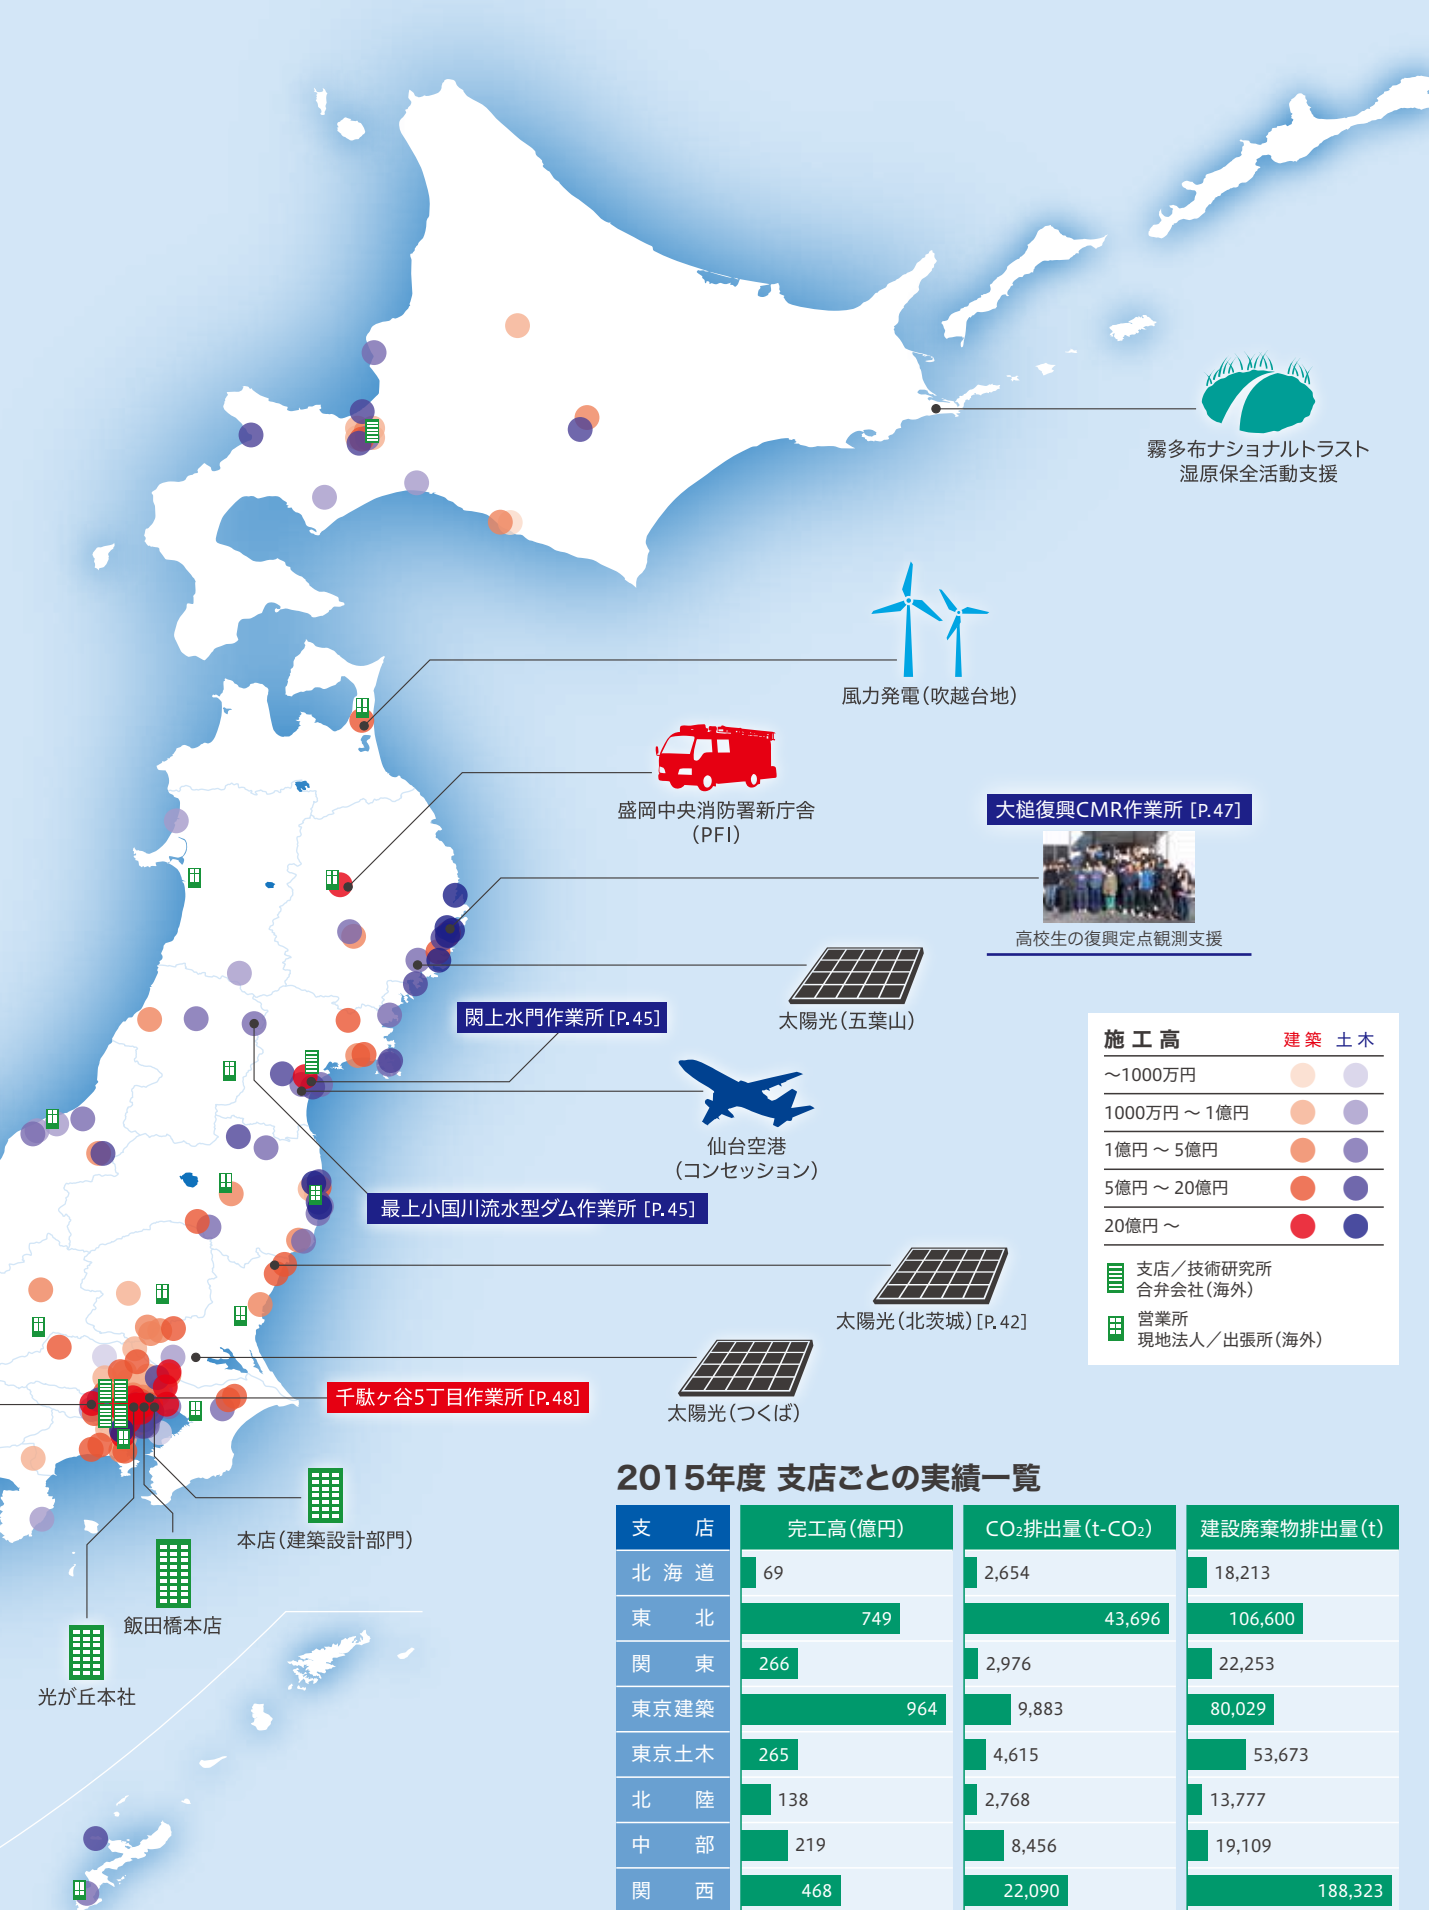 霧多布ナショナルトラスト
湿原保全活動支援
風力発電（吹越台地）
盛岡中央消防署新庁舎
（PFI）
大槌復興CMR作業所 [P.47]
高校生の復興定点観測支援
太陽光（五葉山）
閖上水門作業所 [P.45]
仙台空港
（コンセッション）
最上小国川流水型ダム作業所 [P.45]
施工高 建築 土木
～1000万円
1000万円 ～ 1億円
1億円 ～ 5億円
5億円 ～ 20億円
20億円 ～
支店／技術研究所
合弁会社（海外）
営業所
現地法人／出張所（海外）
太陽光（北茨城）[P.42]
太陽光（つくば）
千駄ヶ谷5丁目作業所 [P.48]
本店（建築設計部門）
飯田橋本店
光が丘本社
2015年度 支店ごとの実績一覧
支店 完工高（億円） CO₂排出量（t-CO₂） 建設廃棄物排出量（t）
北海道 69 2,654 18,213
東北 749 43,696 106,600
関東 266 2,976 22,253
東京建築 964 9,883 80,029
東京土木 265 4,615 53,673
北陸 138 2,768 13,777
中部 219 8,456 19,109
関西 468 22,090 188,323